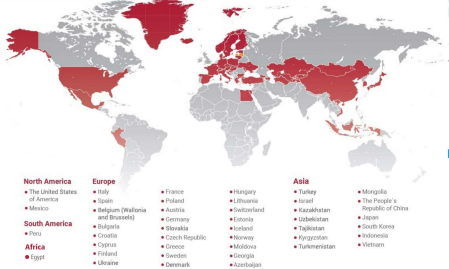 North America
• The United States
of America
• Mexico
South America
• Peru
Africa
• Egypt
Europe
• Italy
• Spain
• Belgium (Wallonia
and Brussels)
• Bulgaria
• Croatia
• Cyprus
• Finland
• Ukraine
• France
• Poland
• Austria
• Germany
• Slovakia
• Czech Republic
• Greece
• Sweden
• Denmark
• Hungary
• Lithuania
• Switzerland
• Estonia
• Iceland
• Norway
• Moldova
• Georgia
• Azerbaijan
Asia
• Turkey
• Israel
• Kazakhstan
• Uzbekistan
• Tajikistan
• Kyrgyzstan
• Turkmenistan
• Mongolia
• The People`s
Republic of China
• Japan
• South Korea
• Indonesia
• Vietnam